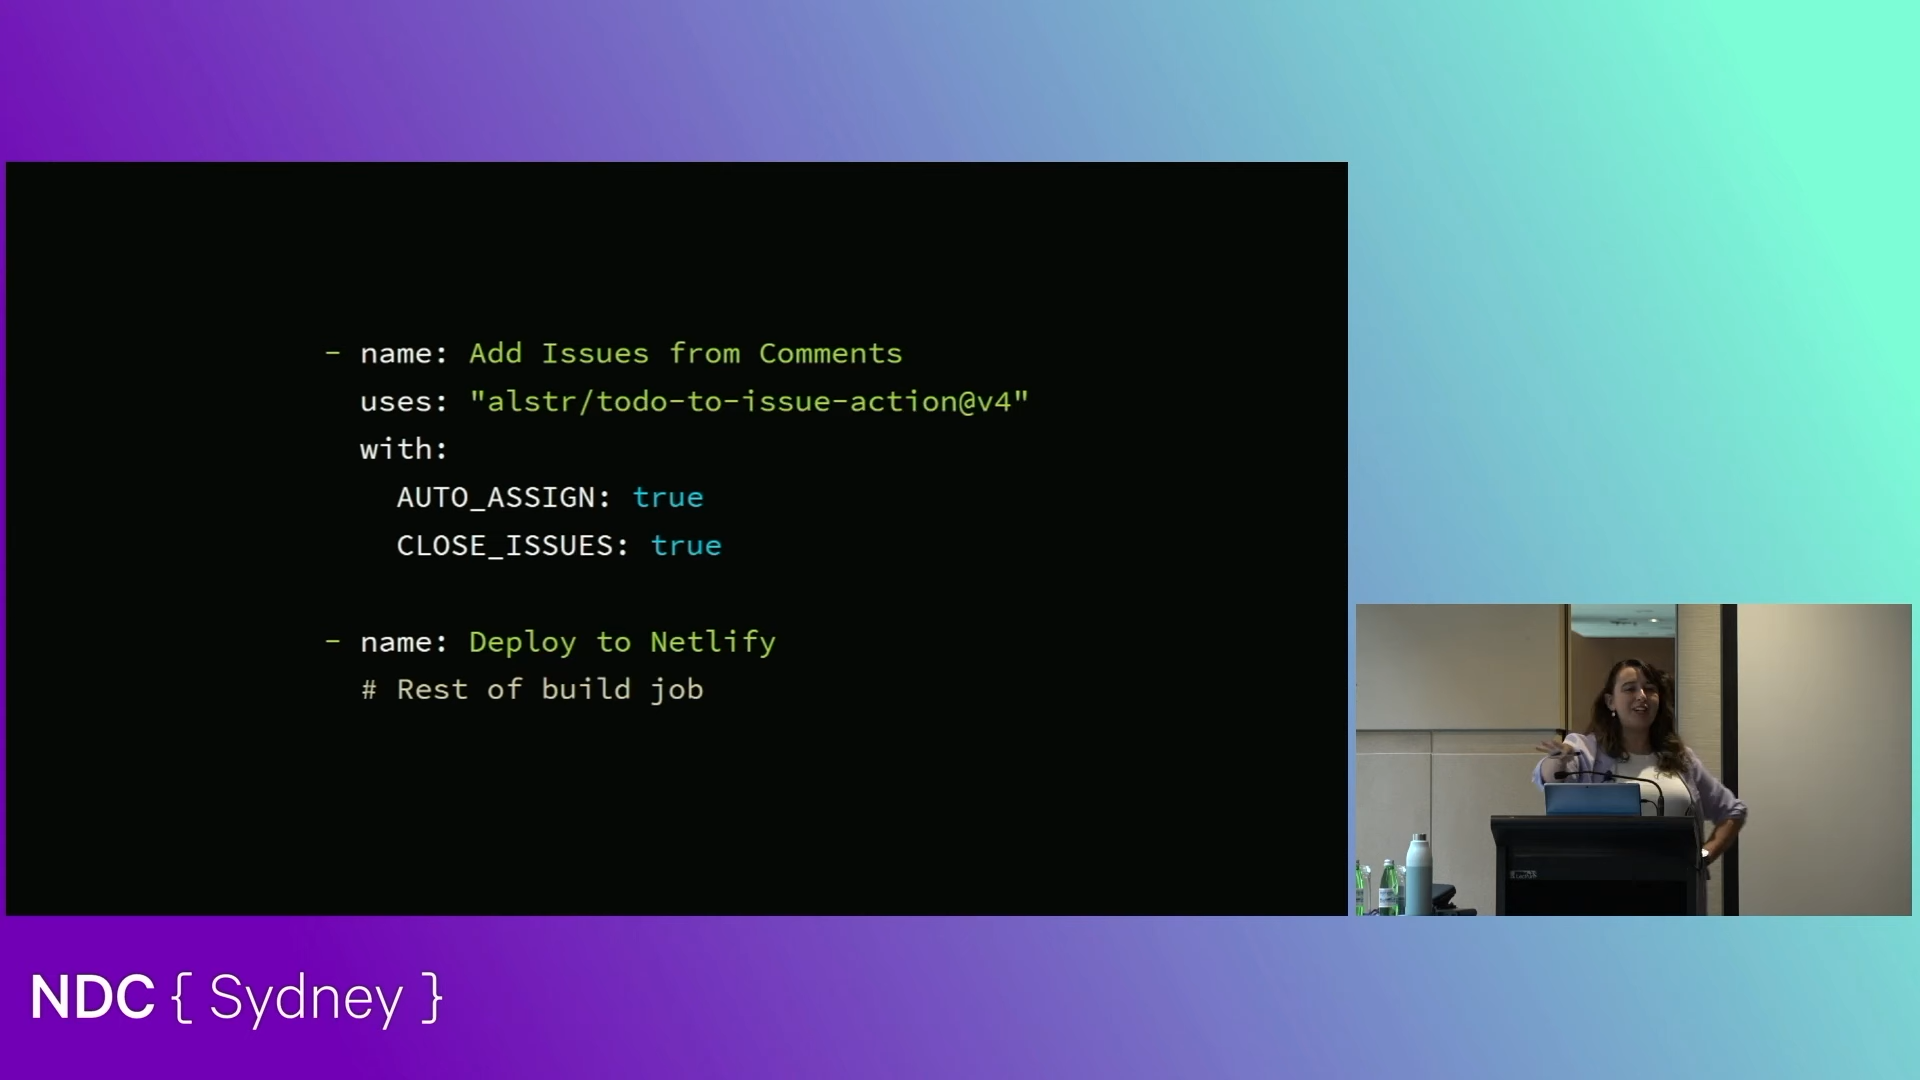 - name: Add Issues from Comments
uses: "alstr/todo-to-issue-action@v4"
with:
AUTO_ASSIGN: true
CLOSE_ISSUES: true
- name: Deploy to Netlify
# Rest of build job
NDC { Sydney }